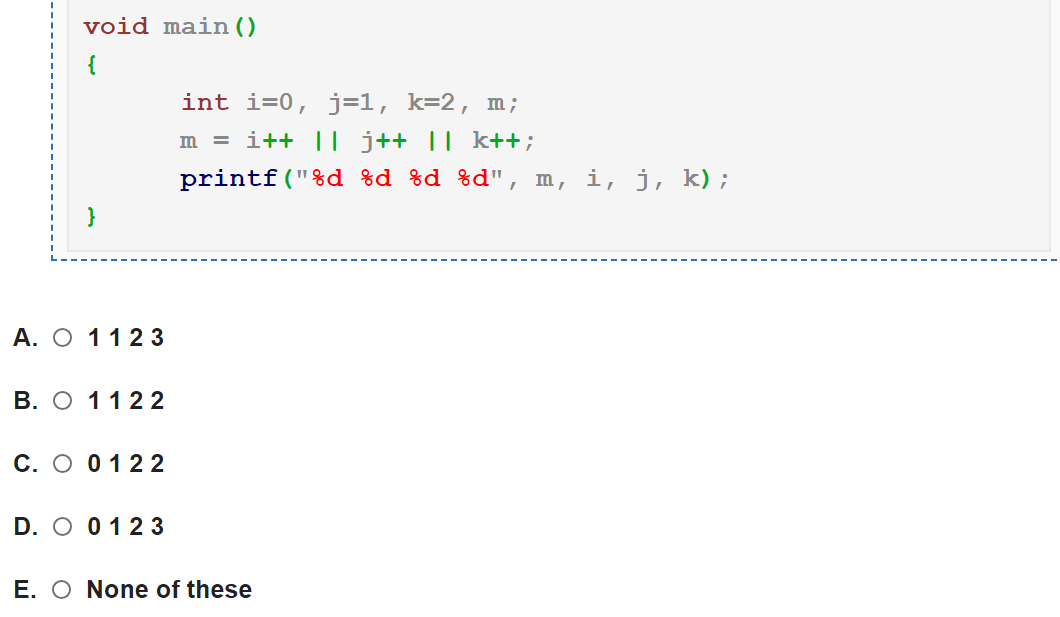 void main()
{
int i=0, j=1, k=2, m;
m = i++ || j++ || k++;
printf("%d %d %d %d", m, i, j, k);
}
A. 1 1 2 3
B. 1 1 2 2
C. 0 1 2 2
D. 0 1 2 3
E. None of these